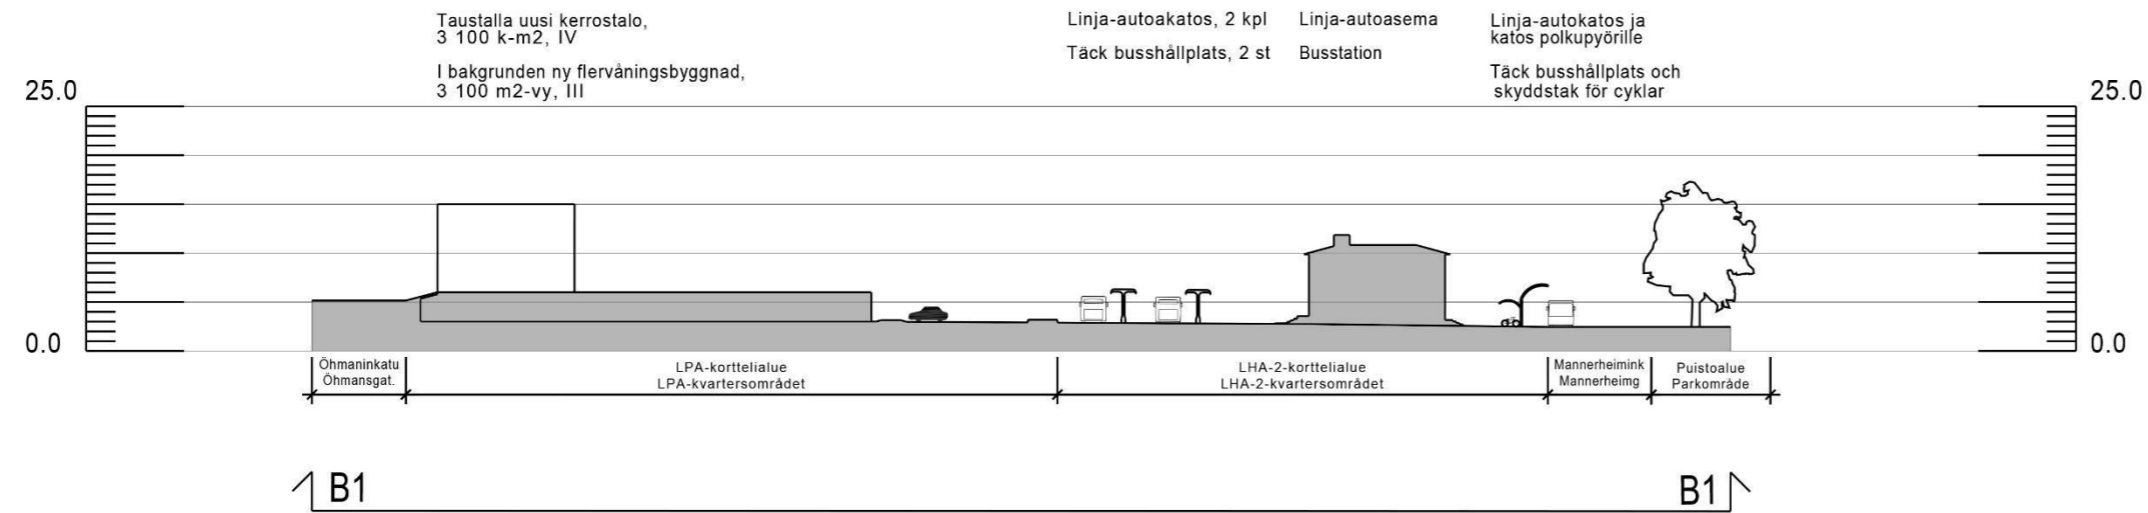 Taustalla uusi kerrostalo,
3 100 k-m2, IV
I bakgrunden ny flervåningsbyggnad,
3 100 m2-vy, III
Linja-autoakatos, 2 kpl
Täck busshållplats, 2 st
Linja-autoasema
Busstation
Linja-autokatos ja
katos polkupyörille
Täck busshållplats och
skyddstak för cyklar
25.0
25.0
0.0
0.0
Öhmaninkatu
Öhmansgat.
LPA-korttelialue
LPA-kvartersområdet
LHA-2-korttelialue
LHA-2-kvartersområdet
Mannerheimink
Mannerheimg
Puistoalue
Parkområde
B1
B1